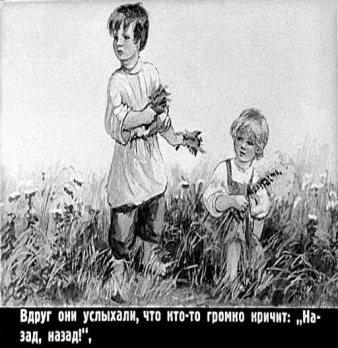 Вдруг они услыхали, что кто-то громко кричит: „На-
зад, назад!“,